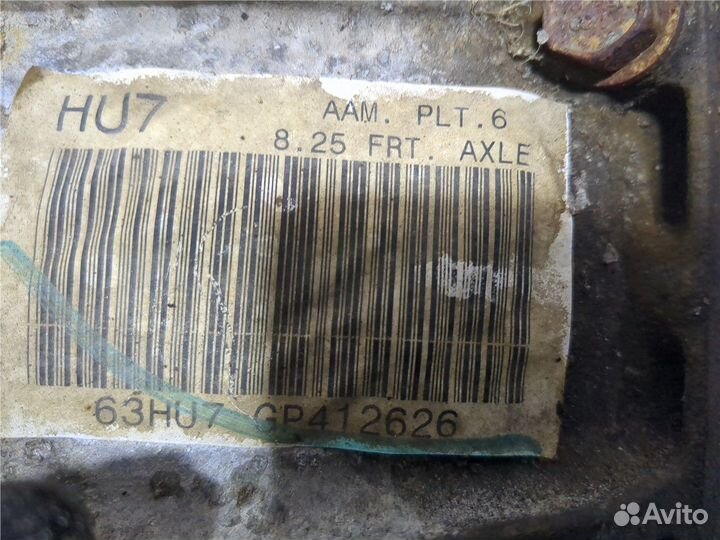 HU7
AAM. PLT.6
8.25 FRT. AXLE
63HU7 GP412626
Avito